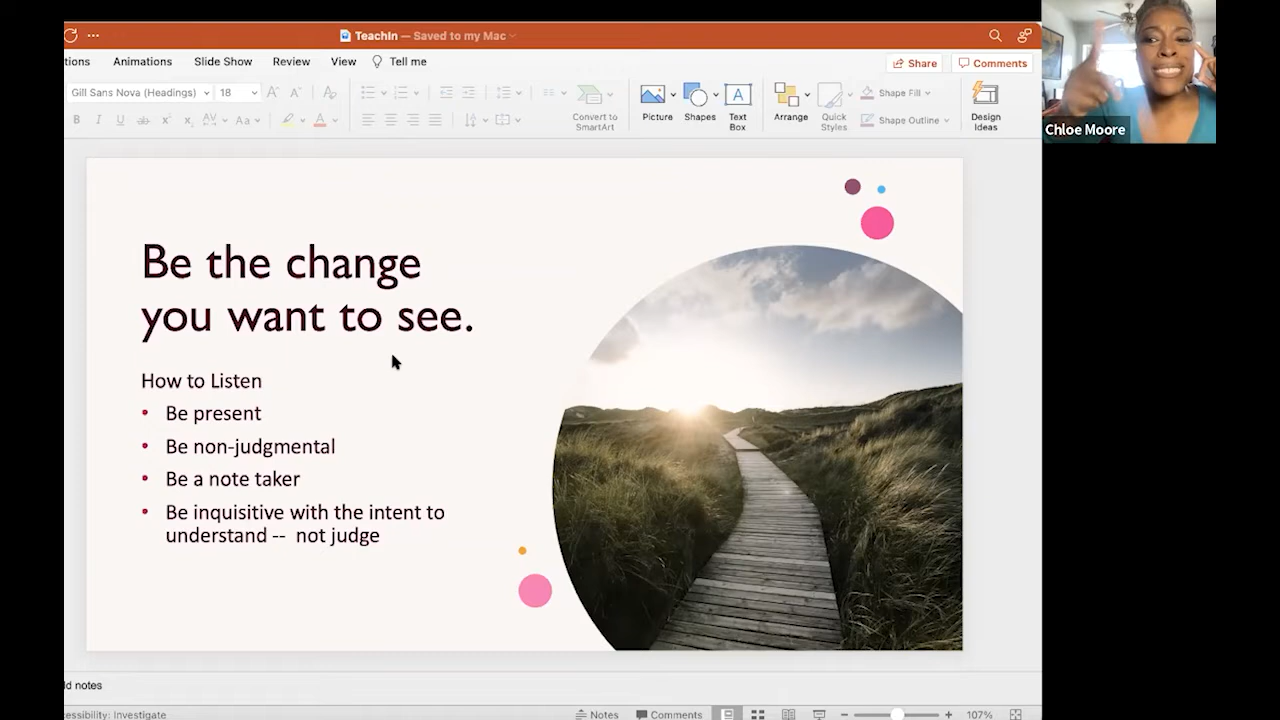 TeachIn — Saved to my Mac
tions Animations Slide Show Review View Tell me
Share Comments
Gill Sans Nova (Headings) 18
Picture Shapes Text Box Arrange Quick Styles
Convert to SmartArt
Shape Fill
Shape Outline
Design Ideas
Chloe Moore
Be the change
you want to see.
How to Listen
• Be present
• Be non-judgmental
• Be a note taker
• Be inquisitive with the intent to
understand -- not judge
d notes
essibility: Investigate
Notes Comments 107%